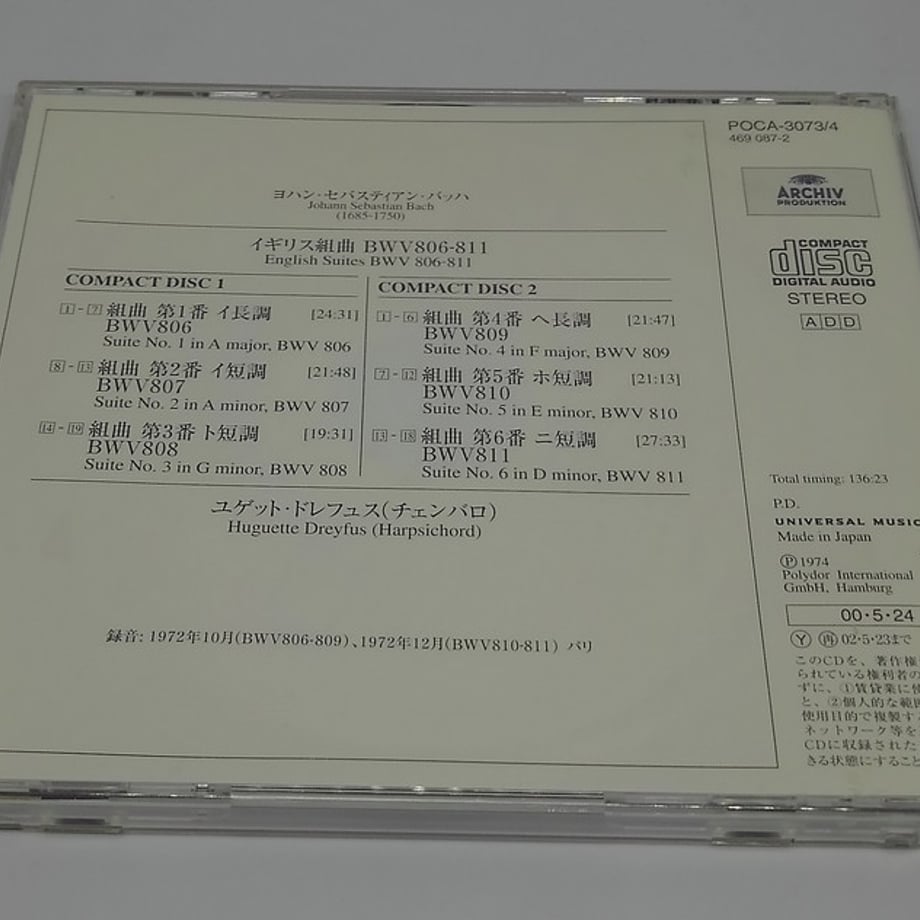 POCA-3073/4
469 087-2
ARCHIV
PRODUKTION
COMPACT
disc
DIGITAL AUDIO
STEREO
ADD
ヨハン・セバスティアン・バッハ
Johann Sebastian Bach
(1685-1750)
イギリス組曲 BWV806-811
English Suites BWV 806-811
COMPACT DISC 1
1-7 組曲 第1番 イ長調 [24:31]
BWV806
Suite No. 1 in A major, BWV 806
8-13 組曲 第2番 イ短調 [21:48]
BWV807
Suite No. 2 in A minor, BWV 807
14-19 組曲 第3番 ト短調 [19:31]
BWV808
Suite No. 3 in G minor, BWV 808
COMPACT DISC 2
1-6 組曲 第4番 ヘ長調 [21:47]
BWV809
Suite No. 4 in F major, BWV 809
7-12 組曲 第5番 ホ短調 [21:13]
BWV810
Suite No. 5 in E minor, BWV 810
13-18 組曲 第6番 ニ短調 [27:33]
BWV811
Suite No. 6 in D minor, BWV 811
ユゲット・ドレフュス(チェンバロ)
Huguette Dreyfus (Harpsichord)
録音: 1972年10月(BWV806-809)、1972年12月(BWV810-811) パリ
Total timing: 136:23
P.D.
UNIVERSAL MUSIC
Made in Japan
Ⓟ1974
Polydor International
GmbH, Hamburg
00・5・24
Ⓨ 再 02・5・23まで
このCDを、著作権
られている権利者の
ずに、①賃貸業に使
と、②個人的な範囲
使用目的で複製す
ネットワーク等を
CDに収録された
きる状態にすること